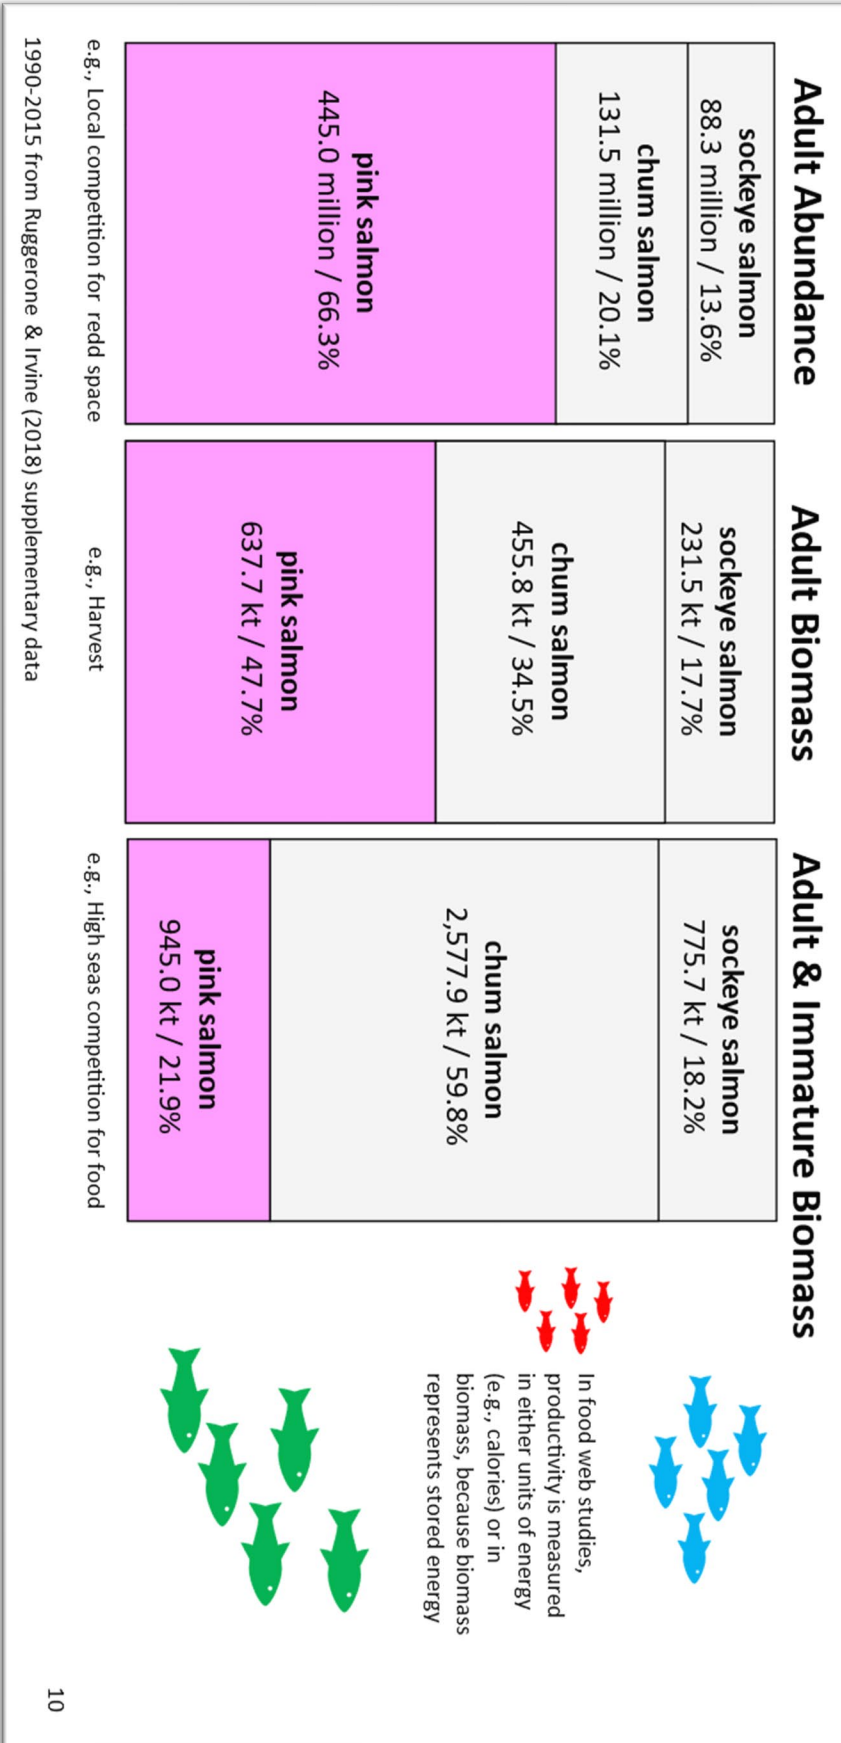 Adult Abundance
Adult Biomass
Adult & Immature Biomass
sockeye salmon
88.3 million / 13.6%
chum salmon
131.5 million / 20.1%
pink salmon
445.0 million / 66.3%
e.g., Local competition for redd space
sockeye salmon
231.5 kt / 17.7%
chum salmon
455.8 kt / 34.5%
pink salmon
637.7 kt / 47.7%
e.g., Harvest
sockeye salmon
775.7 kt / 18.2%
chum salmon
2,577.9 kt / 59.8%
pink salmon
945.0 kt / 21.9%
e.g., High seas competition for food
In food web studies,
productivity is measured
in either units of energy
(e.g., calories) or in
biomass, because biomass
represents stored energy
1990-2015 from Ruggerone & Irvine (2018) supplementary data
10